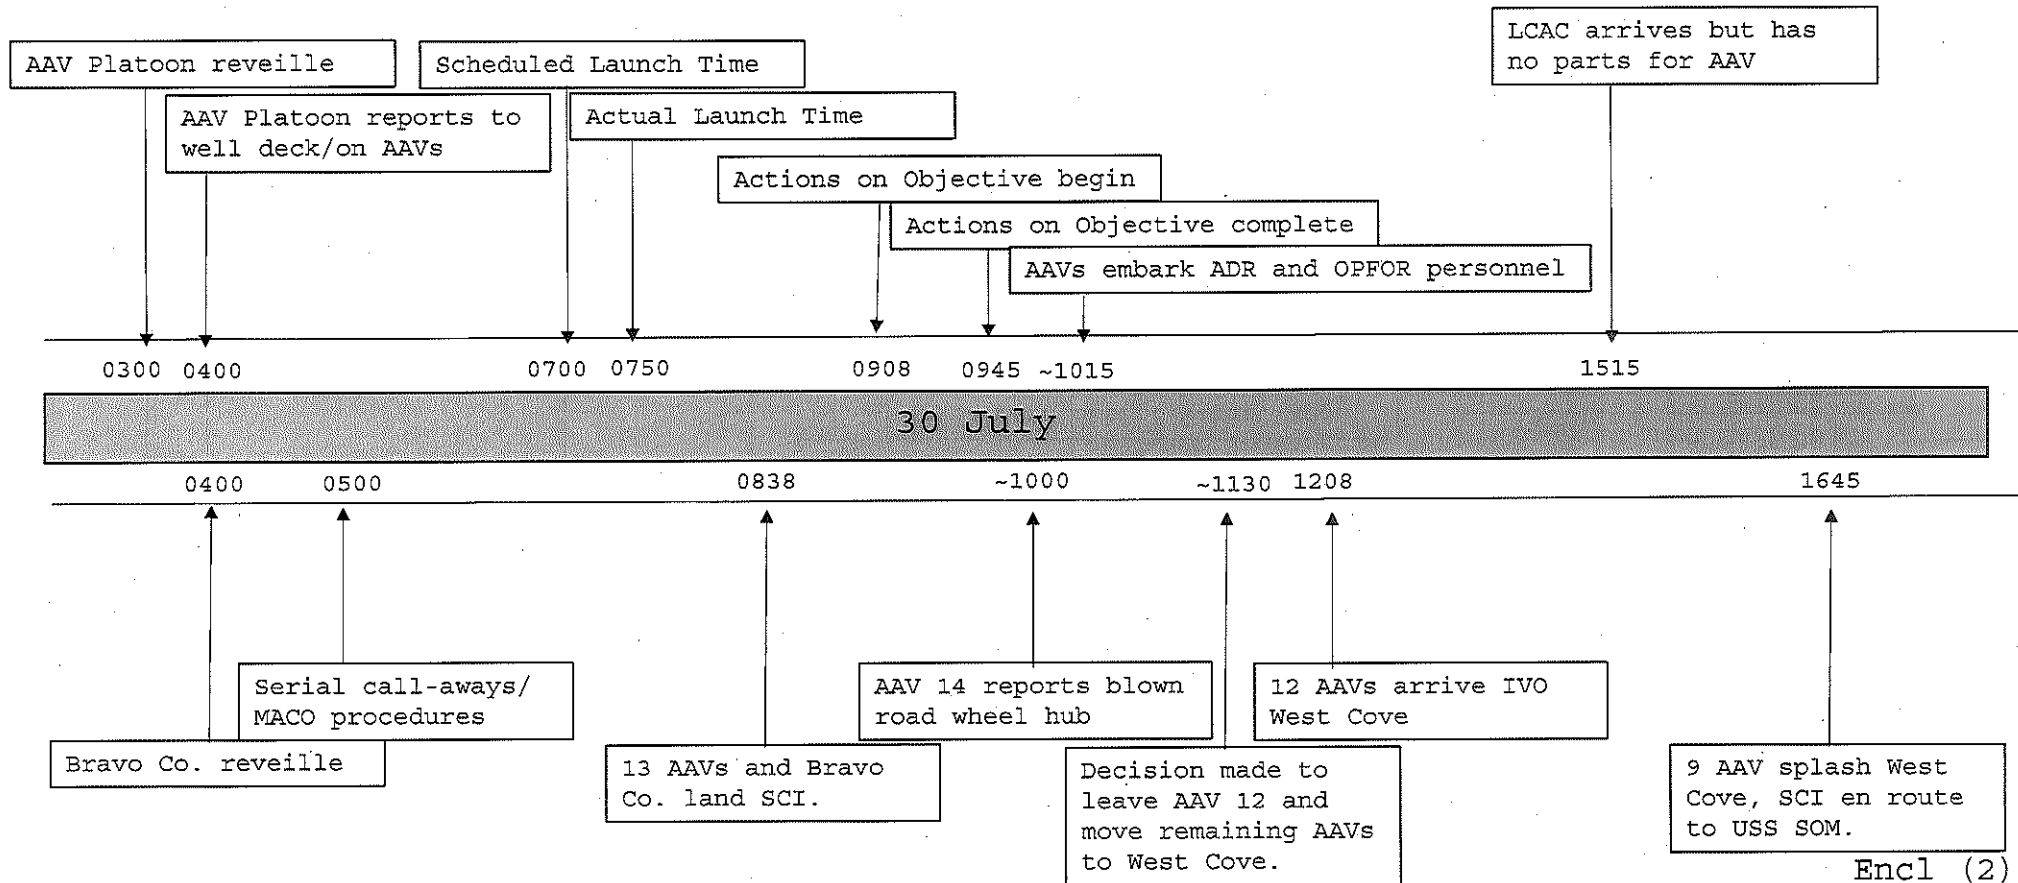 AAV Platoon reveille
AAV Platoon reports to
well deck/on AAVs
Scheduled Launch Time
Actual Launch Time
Actions on Objective begin
Actions on Objective complete
AAVs embark ADR and OPFOR personnel
LCAC arrives but has
no parts for AAV
0300 0400 0700 0750 0908 0945 ~1015 1515
30 July
0400 0500 0838 ~1000 ~1130 1208 1645
Bravo Co. reveille
Serial call-aways/
MACO procedures
13 AAVs and Bravo
Co. land SCI.
AAV 14 reports blown
road wheel hub
Decision made to
leave AAV 12 and
move remaining AAVs
to West Cove.
12 AAVs arrive IVO
West Cove
9 AAV splash West
Cove, SCI en route
to USS SOM.
Encl (2)